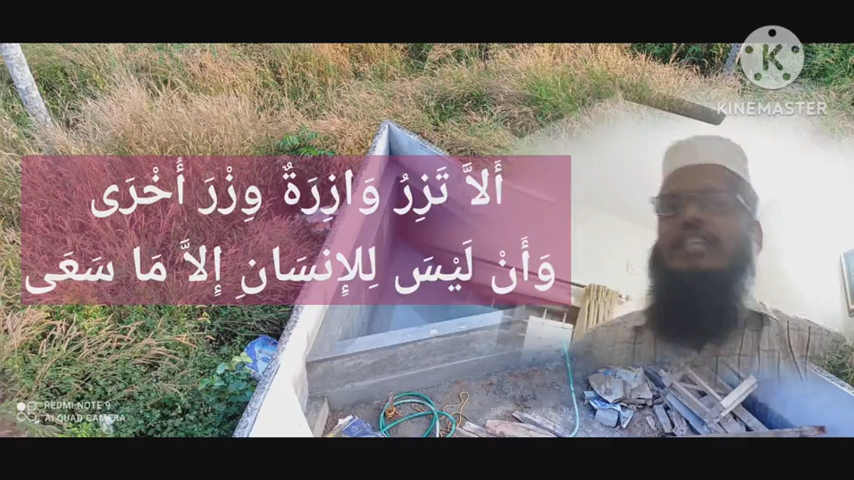 KINEMASTER
أَلاَّ تَزِرُ وَازِرَةٌ وِزْرَ أُخْرَى
وَأَنْ لَيْسَ لِلإِنسَانِ إِلاَّ مَا سَعَى
REDMI NOTE 9
AI QUAD CAMERA